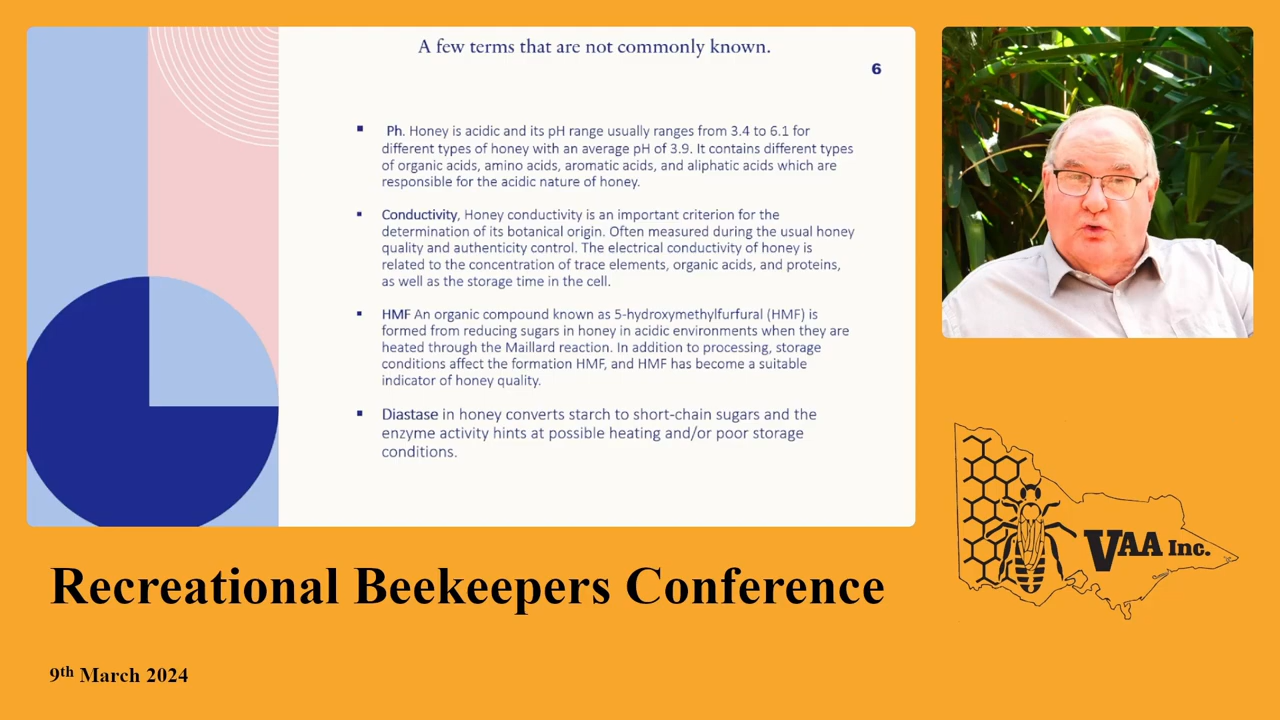 A few terms that are not commonly known.
6
▪ Ph. Honey is acidic and its pH range usually ranges from 3.4 to 6.1 for
different types of honey with an average pH of 3.9. It contains different types
of organic acids, amino acids, aromatic acids, and aliphatic acids which are
responsible for the acidic nature of honey.
▪ Conductivity, Honey conductivity is an important criterion for the
determination of its botanical origin. Often measured during the usual honey
quality and authenticity control. The electrical conductivity of honey is
related to the concentration of trace elements, organic acids, and proteins,
as well as the storage time in the cell.
▪ HMF An organic compound known as 5-hydroxymethylfurfural (HMF) is
formed from reducing sugars in honey in acidic environments when they are
heated through the Maillard reaction. In addition to processing, storage
conditions affect the formation HMF, and HMF has become a suitable
indicator of honey quality.
▪ Diastase in honey converts starch to short-chain sugars and the
enzyme activity hints at possible heating and/or poor storage
conditions.
VAA Inc.
Recreational Beekeepers Conference
9th March 2024